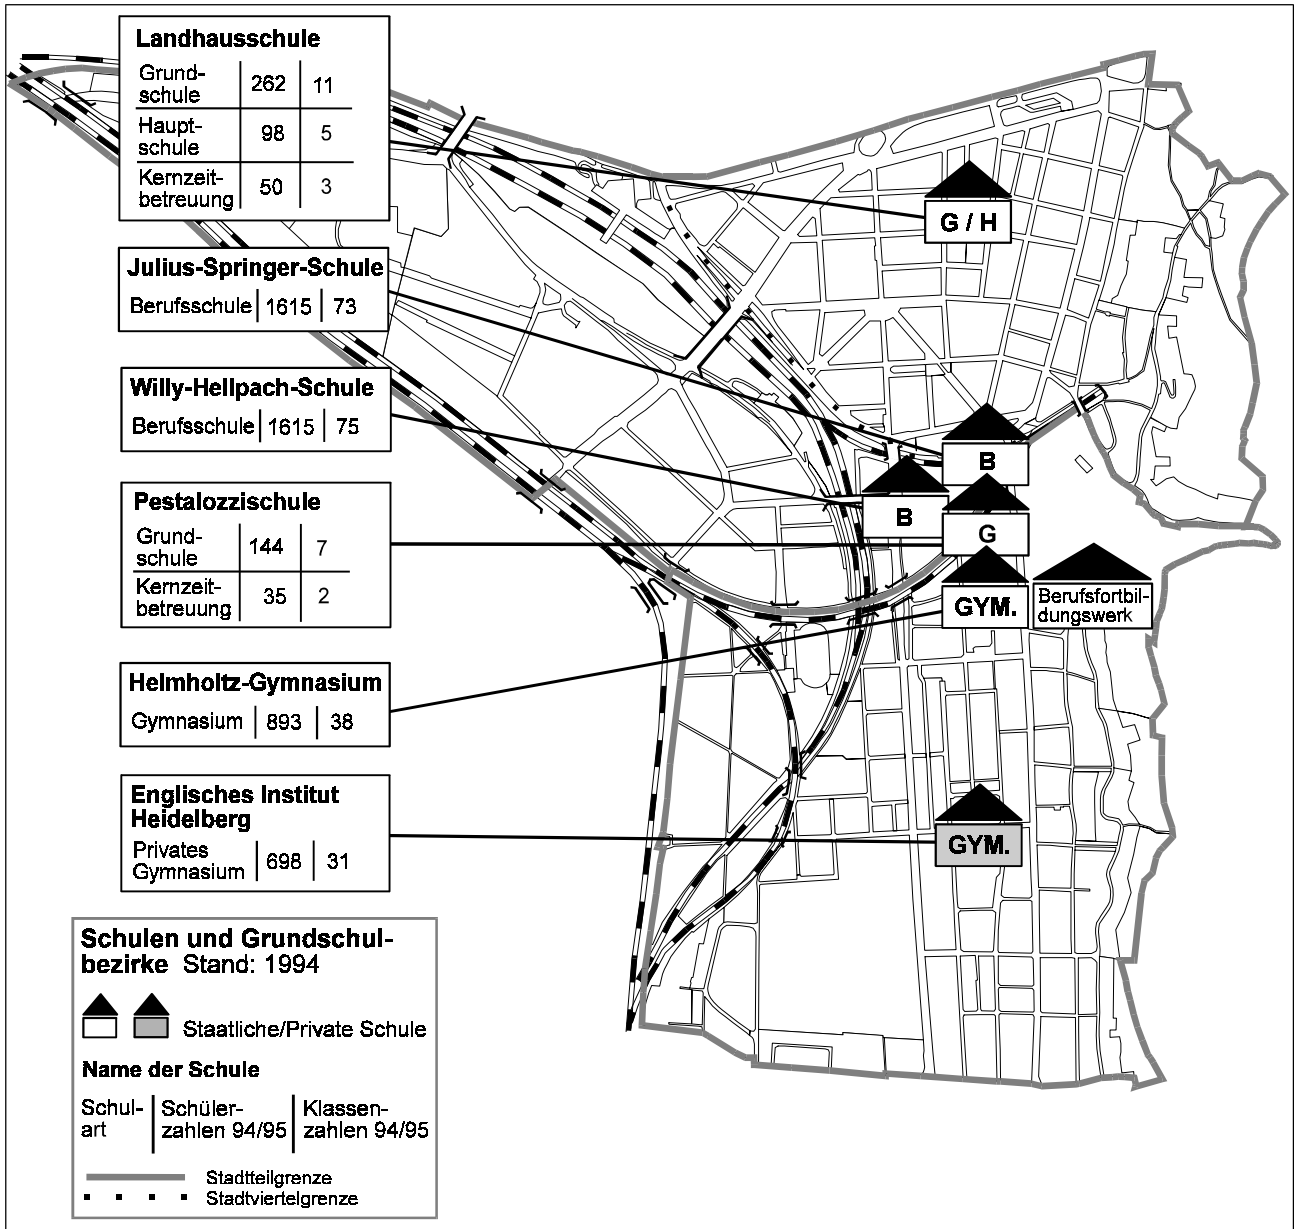 Landhausschule
Grund-
schule
262
11
Haupt-
schule
98
5
Kernzeit-
betreuung
50
3
Julius-Springer-Schule
Berufsschule 1615 73
Willy-Hellpach-Schule
Berufsschule 1615 75
Pestalozzischule
Grund-
schule
144
7
Kernzeit-
betreuung
35
2
Helmholtz-Gymnasium
Gymnasium 893 38
Englisches Institut
Heidelberg
Privates
Gymnasium
698
31
G / H
B
B
G
GYM.
Berufsfortbil-
dungswerk
GYM.
Schulen und Grundschul-
bezirke Stand: 1994
Staatliche/Private Schule
Name der Schule
Schul-
art
Schüler-
zahlen 94/95
Klassen-
zahlen 94/95
Stadtteilgrenze
Stadtviertelgrenze